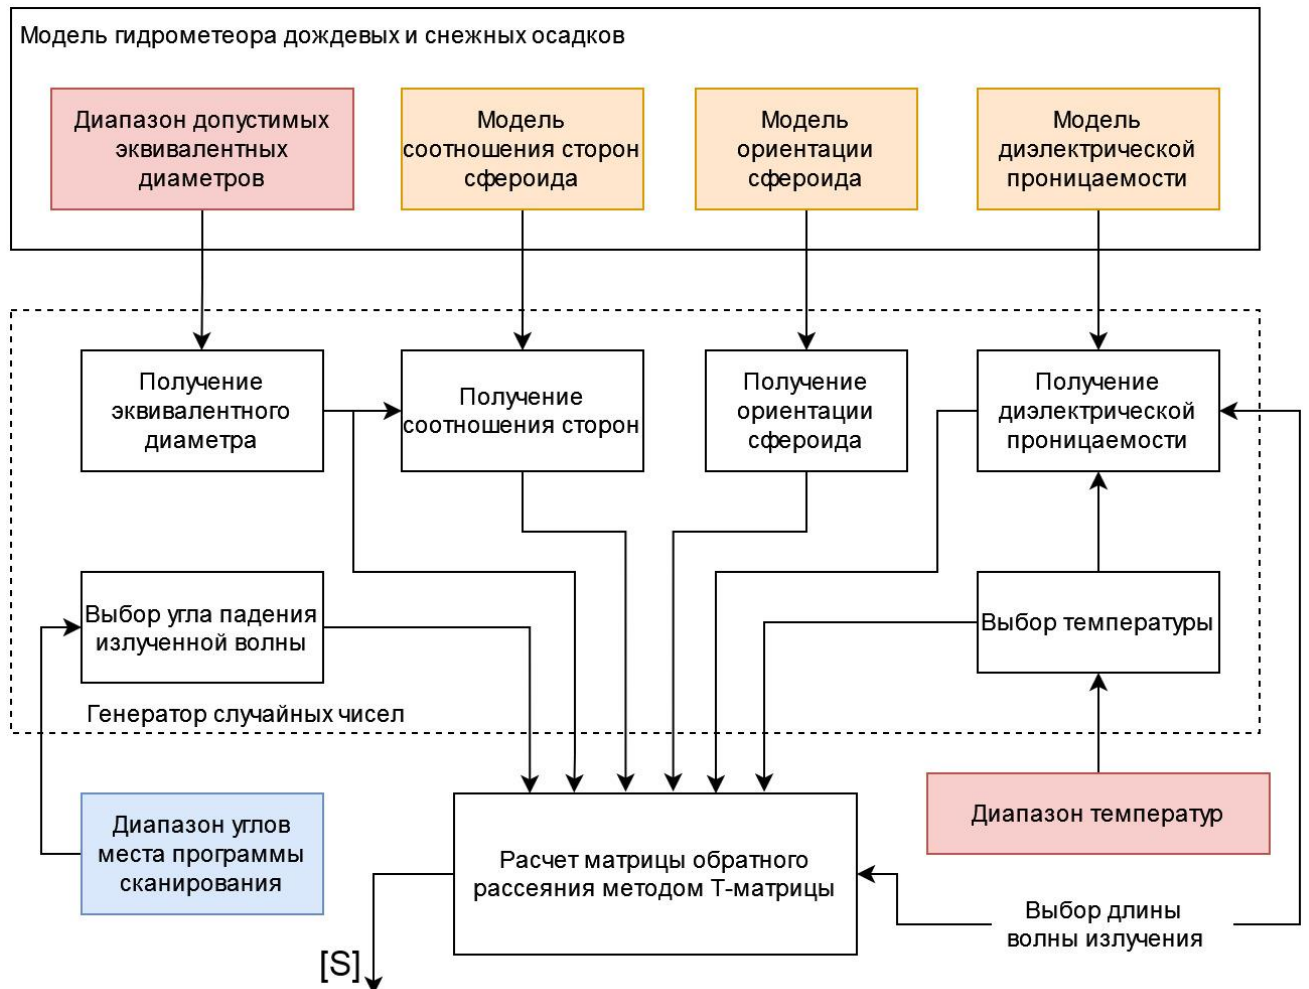 Модель гидрометеора дождевых и снежных осадков
Диапазон допустимых
эквивалентных
диаметров
Модель
соотношения сторон
сфероида
Модель
ориентации
сфероида
Модель
диэлектрической
проницаемости
Получение
эквивалентного
диаметра
Получение
соотношения сторон
Получение
ориентации
сфероида
Получение
диэлектрической
проницаемости
Выбор угла падения
излученной волны
Выбор температуры
Генератор случайных чисел
Диапазон углов
места программы
сканирования
Расчет матрицы обратного
рассеяния методом Т-матрицы
Диапазон температур
Выбор длины
волны излучения
[S]